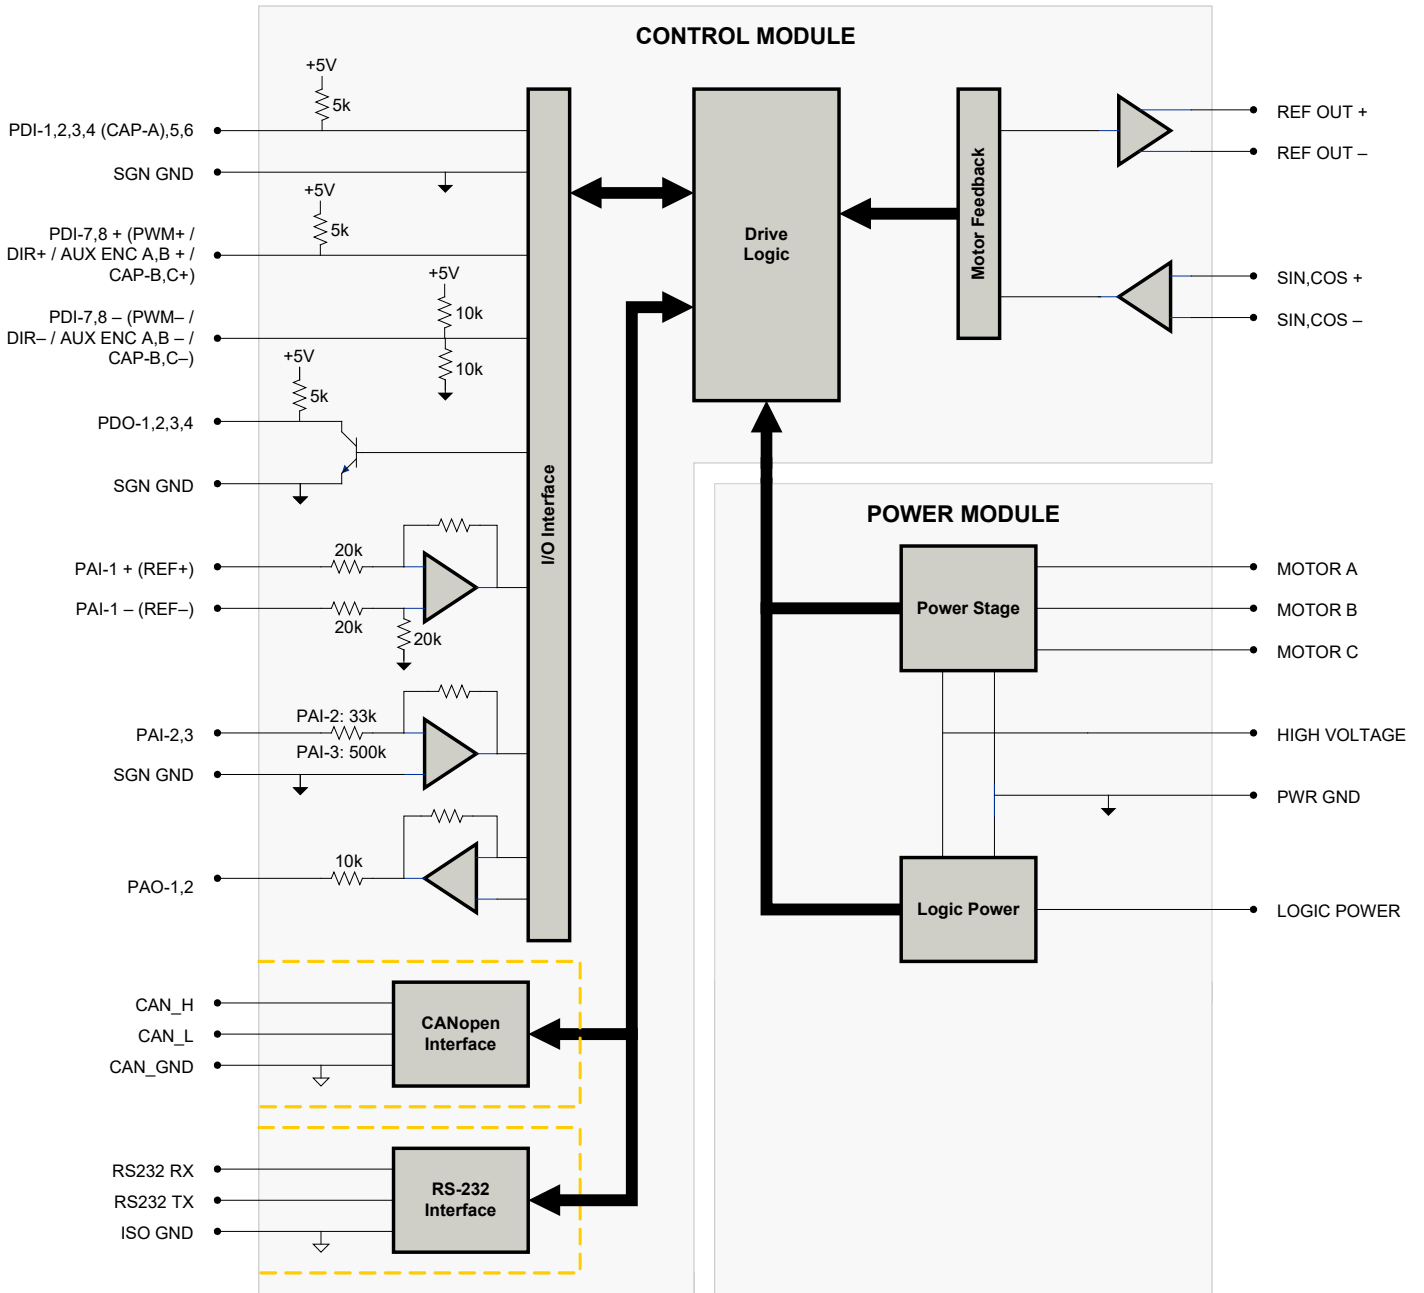 CONTROL MODULE
+5V
5k
PDI-1,2,3,4 (CAP-A),5,6
SGN GND
+5V
5k
PDI-7,8 + (PWM+ /
DIR+ / AUX ENC A,B + /
CAP-B,C+)
+5V
10k
PDI-7,8 – (PWM– /
DIR– / AUX ENC A,B – /
CAP-B,C–)
10k
+5V
5k
PDO-1,2,3,4
SGN GND
20k
PAI-1 + (REF+)
PAI-1 – (REF–)
20k
20k
PAI-2: 33k
PAI-2,3
PAI-3: 500k
SGN GND
10k
PAO-1,2
I/O Interface
Drive
Logic
Motor Feedback
REF OUT +
REF OUT –
SIN,COS +
SIN,COS –
POWER MODULE
Power Stage
MOTOR A
MOTOR B
MOTOR C
HIGH VOLTAGE
PWR GND
Logic Power
LOGIC POWER
CAN_H
CAN_L
CAN_GND
CANopen
Interface
RS232 RX
RS232 TX
ISO GND
RS-232
Interface